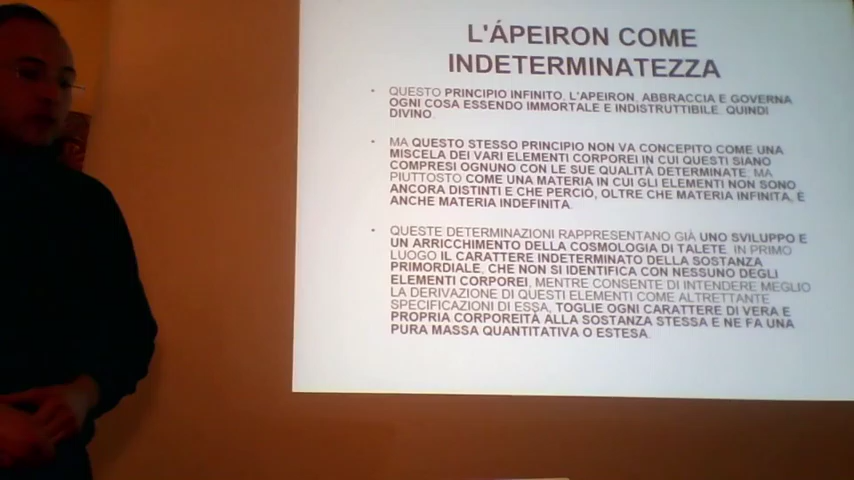 L'ÁPEIRON COME
INDETERMINATEZZA
• QUESTO PRINCIPIO INFINITO, L'APEIRON, ABBRACCIA E GOVERNA
OGNI COSA ESSENDO IMMORTALE E INDISTRUTTIBILE. QUINDI
DIVINO.
• MA QUESTO STESSO PRINCIPIO NON VA CONCEPITO COME UNA
MISCELA DEI VARI ELEMENTI CORPOREI IN CUI QUESTI SIANO
COMPRESI OGNUNO CON LE SUE QUALITÀ DETERMINATE, MA
PIUTTOSTO COME UNA MATERIA IN CUI GLI ELEMENTI NON SONO
ANCORA DISTINTI E CHE PERCIÒ, OLTRE CHE MATERIA INFINITA, È
ANCHE MATERIA INDEFINITA.
• QUESTE DETERMINAZIONI RAPPRESENTANO GIÀ UNO SVILUPPO E
UN ARRICCHIMENTO DELLA COSMOLOGIA DI TALETE. IN PRIMO
LUOGO IL CARATTERE INDETERMINATO DELLA SOSTANZA
PRIMORDIALE, CHE NON SI IDENTIFICA CON NESSUNO DEGLI
ELEMENTI CORPOREI, MENTRE CONSENTE DI INTENDERE MEGLIO
LA DERIVAZIONE DI QUESTI ELEMENTI COME ALTRETTANTE
SPECIFICAZIONI DI ESSA, TOGLIE OGNI CARATTERE DI VERA E
PROPRIA CORPOREITÀ ALLA SOSTANZA STESSA E NE FA UNA
PURA MASSA QUANTITATIVA O ESTESA.